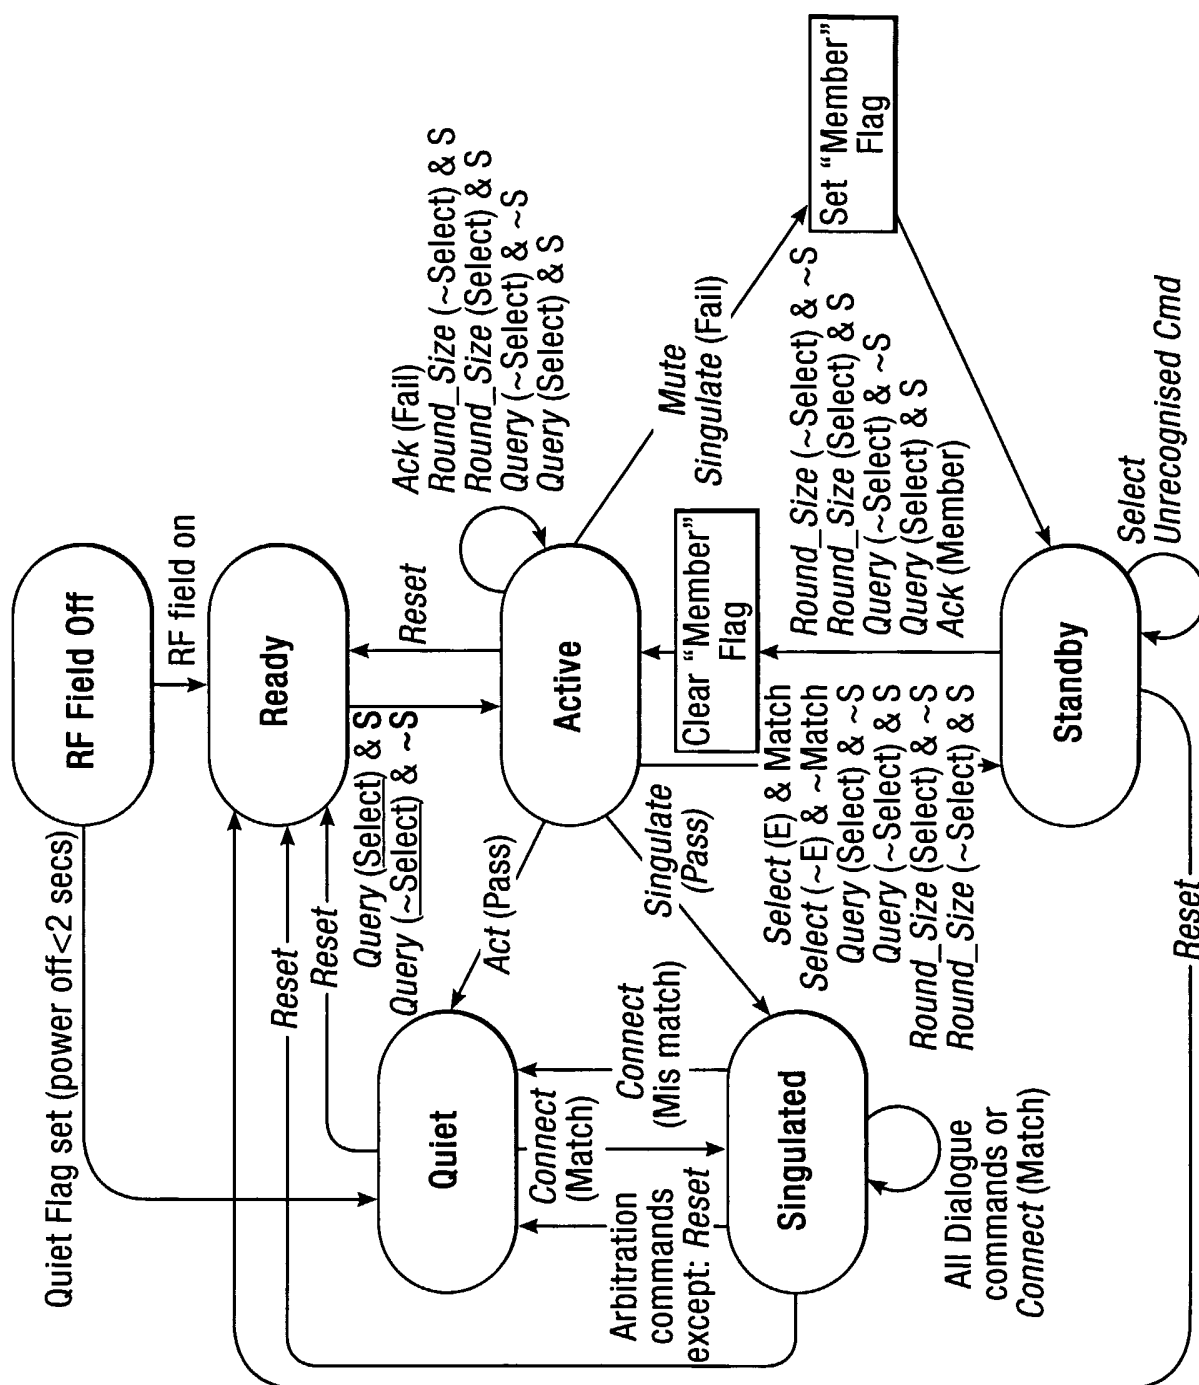 Quiet Flag set (power off<2 secs)
RF Field Off
RF field on
Ready
Reset
Reset
Reset
Query (Select) & S
Query (~Select) & ~S
Reset
Ack (Fail)
Round_Size (~Select) & S
Round_Size (Select) & S
Query (~Select) & ~S
Query (Select) & S
Active
Act (Pass)
Singulate
(Pass)
Mute
Singulate (Fail)
Set “Member”
Flag
Clear “Member”
Flag
Round_Size (~Select) & ~S
Round_Size (Select) & S
Query (~Select) & ~S
Query (Select) & S
Ack (Member)
Select (E) & Match
Select (~E) & ~Match
Query (Select) & ~S
Query (~Select) & S
Round_Size (Select) & ~S
Round_Size (~Select) & S
Quiet
Connect
(Match)
Connect
(Mis match)
Arbitration
commands
except: Reset
Singulated
All Dialogue
commands or
Connect (Match)
Standby
Select
Unrecognised Cmd
Reset